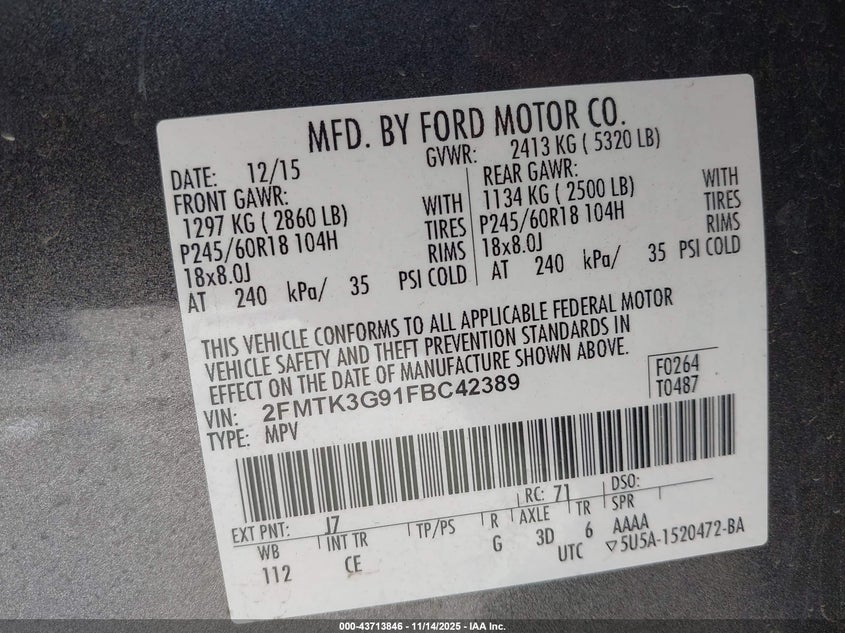 MFD. BY FORD MOTOR CO.
DATE: 12/15 GVWR: 2413 KG ( 5320 LB)
FRONT GAWR: REAR GAWR:
1297 KG ( 2860 LB) WITH 1134 KG ( 2500 LB) WITH
P245/60R18 104H TIRES P245/60R18 104H TIRES
18x8.0J RIMS 18x8.0J RIMS
AT 240 kPa/ 35 PSI COLD AT 240 kPa/ 35 PSI COLD
THIS VEHICLE CONFORMS TO ALL APPLICABLE FEDERAL MOTOR
VEHICLE SAFETY AND THEFT PREVENTION STANDARDS IN
EFFECT ON THE DATE OF MANUFACTURE SHOWN ABOVE.
VIN: 2FMTK3G91FBC42389 F0264
TYPE: MPV T0487
EXT PNT: J7 RC: 71 DSO:
WB INT TR TP/PS R AXLE TR SPR
112 CE G 3D 6 AAAA
UTC ▽5U5A-1520472-BA
000-43713846 - 11/14/2025 - IAA Inc.